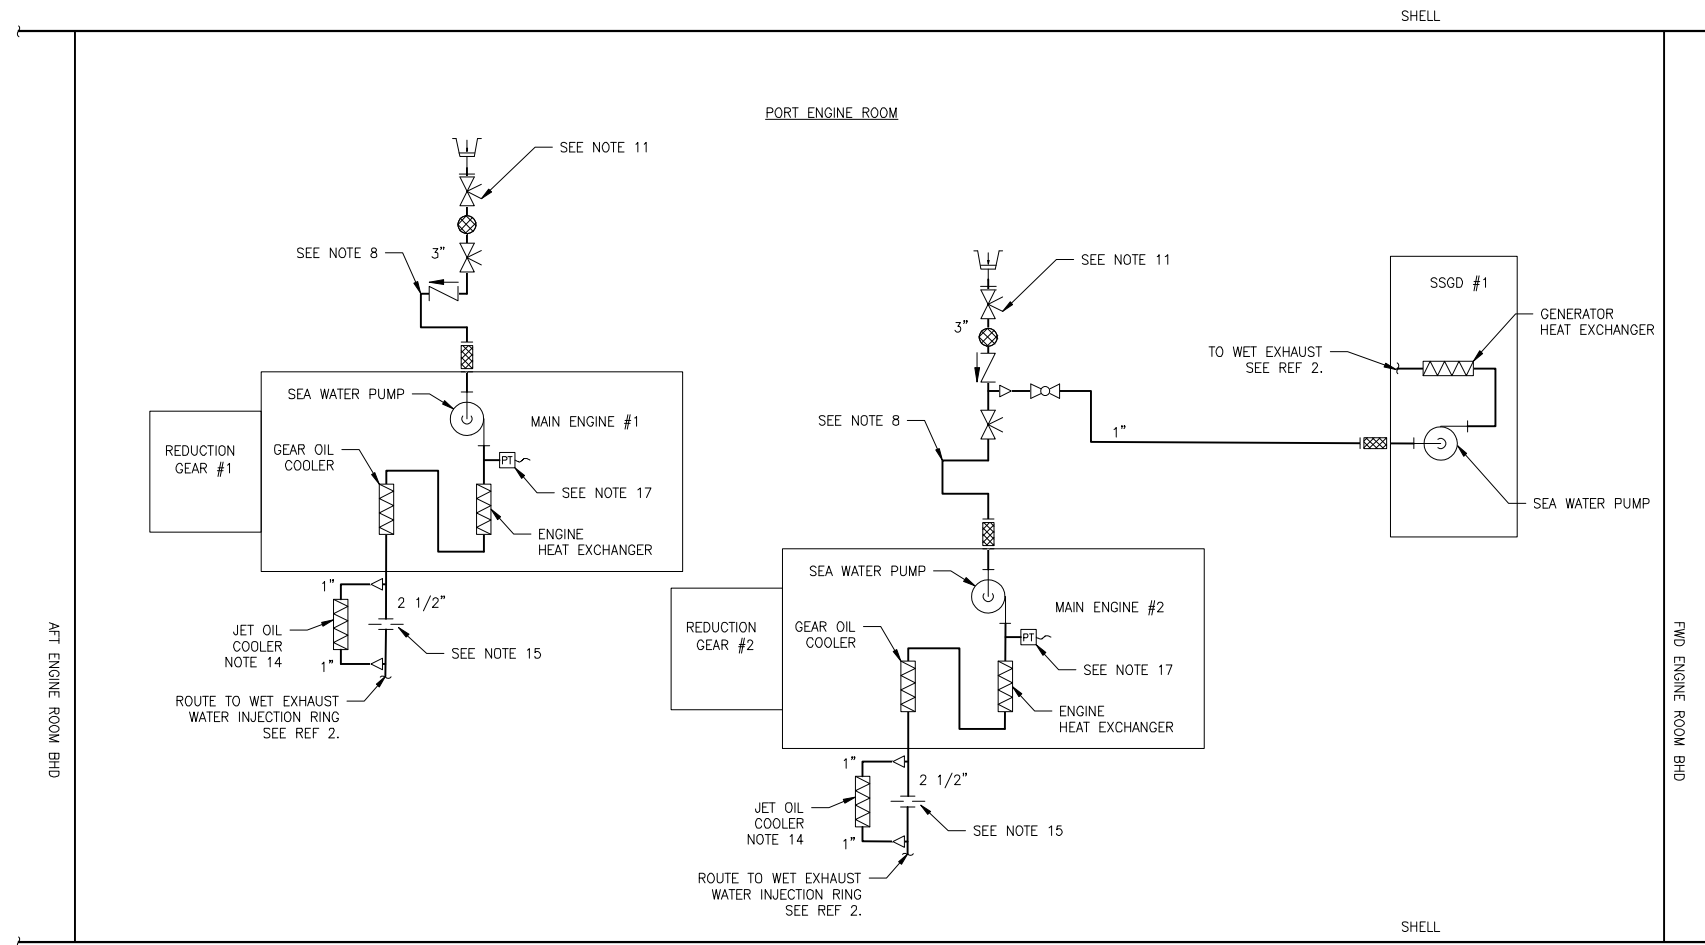 SHELL
PORT ENGINE ROOM
SEE NOTE 11
SEE NOTE 8
3"
SEA WATER PUMP
MAIN ENGINE #1
REDUCTION
GEAR #1
GEAR OIL
COOLER
PT
SEE NOTE 17
ENGINE
HEAT EXCHANGER
1"
2 1/2"
JET OIL
COOLER
NOTE 14
1"
SEE NOTE 15
ROUTE TO WET EXHAUST
WATER INJECTION RING
SEE REF 2.
AFT ENGINE ROOM BHD
SEE NOTE 11
3"
SEE NOTE 8
1"
SEA WATER PUMP
MAIN ENGINE #2
REDUCTION
GEAR #2
GEAR OIL
COOLER
PT
SEE NOTE 17
ENGINE
HEAT EXCHANGER
1"
2 1/2"
JET OIL
COOLER
NOTE 14
1"
SEE NOTE 15
ROUTE TO WET EXHAUST
WATER INJECTION RING
SEE REF 2.
SSGD #1
GENERATOR
HEAT EXCHANGER
TO WET EXHAUST
SEE REF 2.
SEA WATER PUMP
FWD ENGINE ROOM BHD
SHELL